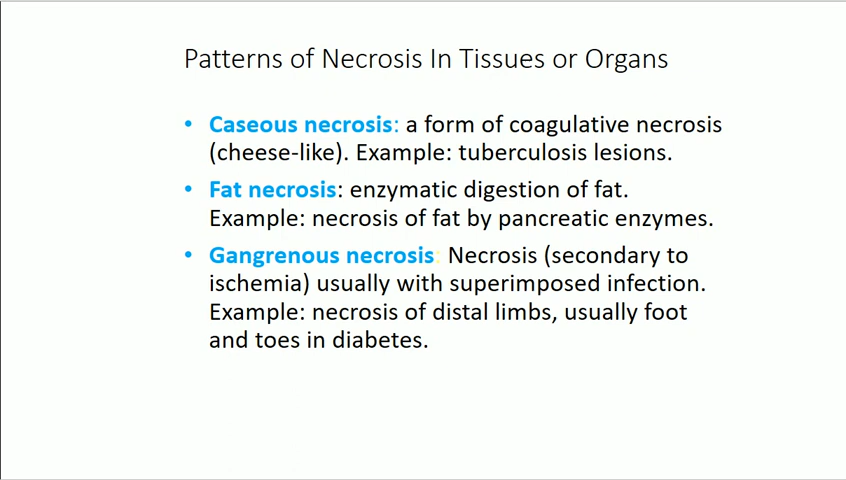 Patterns of Necrosis In Tissues or Organs
• Caseous necrosis: a form of coagulative necrosis
(cheese-like). Example: tuberculosis lesions.
• Fat necrosis: enzymatic digestion of fat.
Example: necrosis of fat by pancreatic enzymes.
• Gangrenous necrosis: Necrosis (secondary to
ischemia) usually with superimposed infection.
Example: necrosis of distal limbs, usually foot
and toes in diabetes.